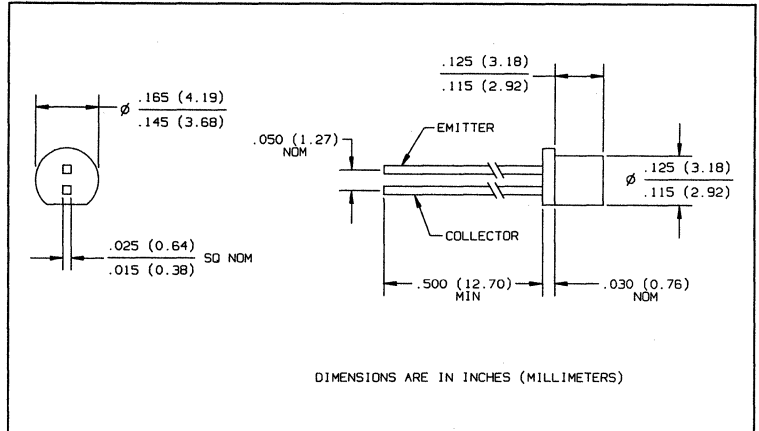 .125 (3.18)
.115 (2.92)
ø .165 (4.19)
.145 (3.68)
.050 (1.27)
NOM
EMITTER
ø .125 (3.18)
.115 (2.92)
COLLECTOR
.025 (0.64)
.015 (0.38) SQ NOM
.500 (12.70)
MIN
.030 (0.76)
NOM
DIMENSIONS ARE IN INCHES (MILLIMETERS)